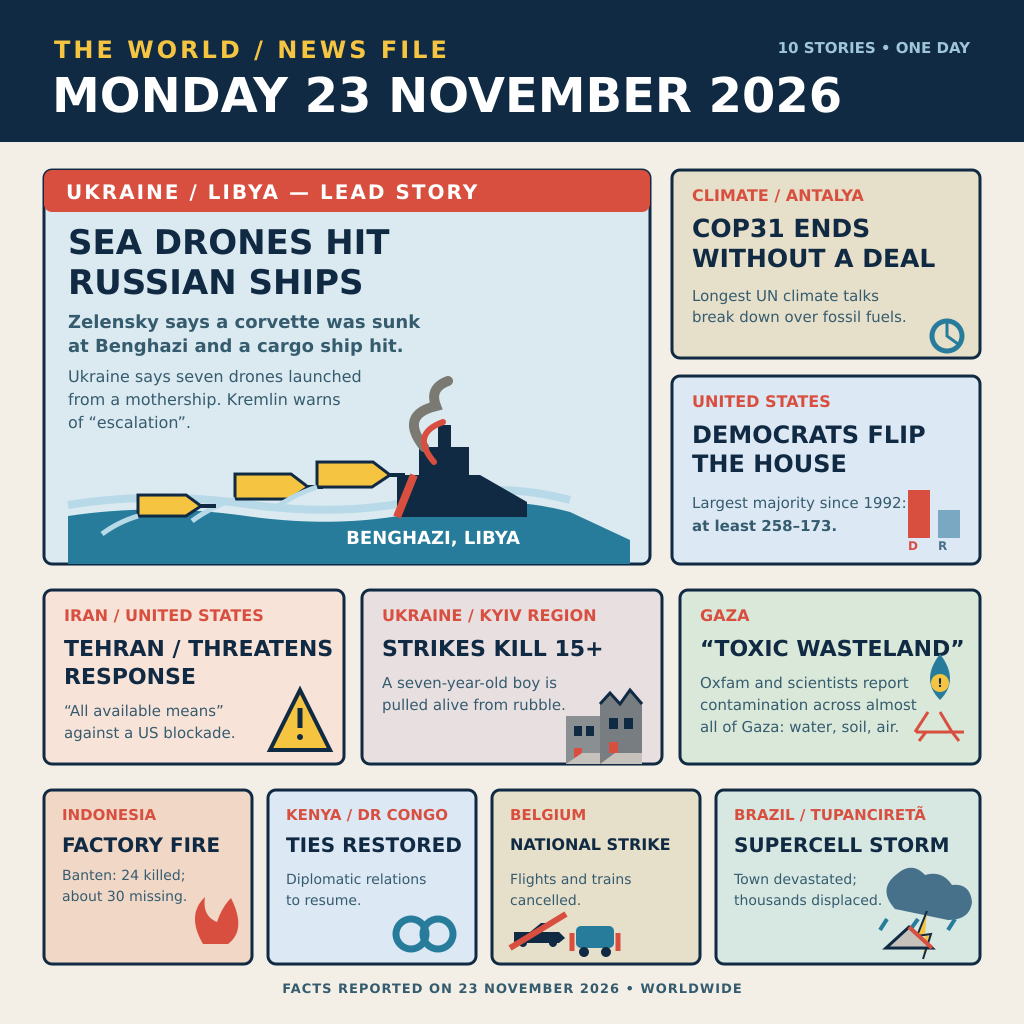 THE WORLD / NEWS FILE
10 STORIES • ONE DAY
MONDAY 23 NOVEMBER 2026
UKRAINE / LIBYA — LEAD STORY
SEA DRONES HIT
RUSSIAN SHIPS
Zelensky says a corvette was sunk
at Benghazi and a cargo ship hit.
Ukraine says seven drones launched
from a mothership. Kremlin warns
of “escalation”.
BENGHAZI, LIBYA
CLIMATE / ANTALYA
COP31 ENDS
WITHOUT A DEAL
Longest UN climate talks
break down over fossil fuels.
UNITED STATES
DEMOCRATS FLIP
THE HOUSE
Largest majority since 1992:
at least 258–173.
D R
IRAN / UNITED STATES
TEHRAN / THREATENS
RESPONSE
“All available means”
against a US blockade.
!
UKRAINE / KYIV REGION
STRIKES KILL 15+
A seven-year-old boy is
pulled alive from rubble.
GAZA
“TOXIC WASTELAND”
Oxfam and scientists report
contamination across almost
all of Gaza: water, soil, air.
!
INDONESIA
FACTORY FIRE
Banten: 24 killed;
about 30 missing.
KENYA / DR CONGO
TIES RESTORED
Diplomatic relations
to resume.
BELGIUM
NATIONAL STRIKE
Flights and trains
cancelled.
BRAZIL / TUPANCIRETÃ
SUPERCELL STORM
Town devastated;
thousands displaced.
FACTS REPORTED ON 23 NOVEMBER 2026 • WORLDWIDE